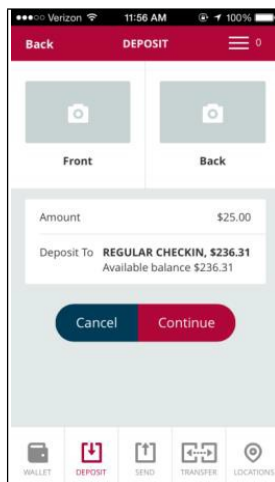 Verizon 11:56 AM 100%
Back DEPOSIT 0
Front Back
Amount $25.00
Deposit To REGULAR CHECKIN, $236.31
Available balance $236.31
Cancel Continue
WALLET DEPOSIT SEND TRANSFER LOCATIONS